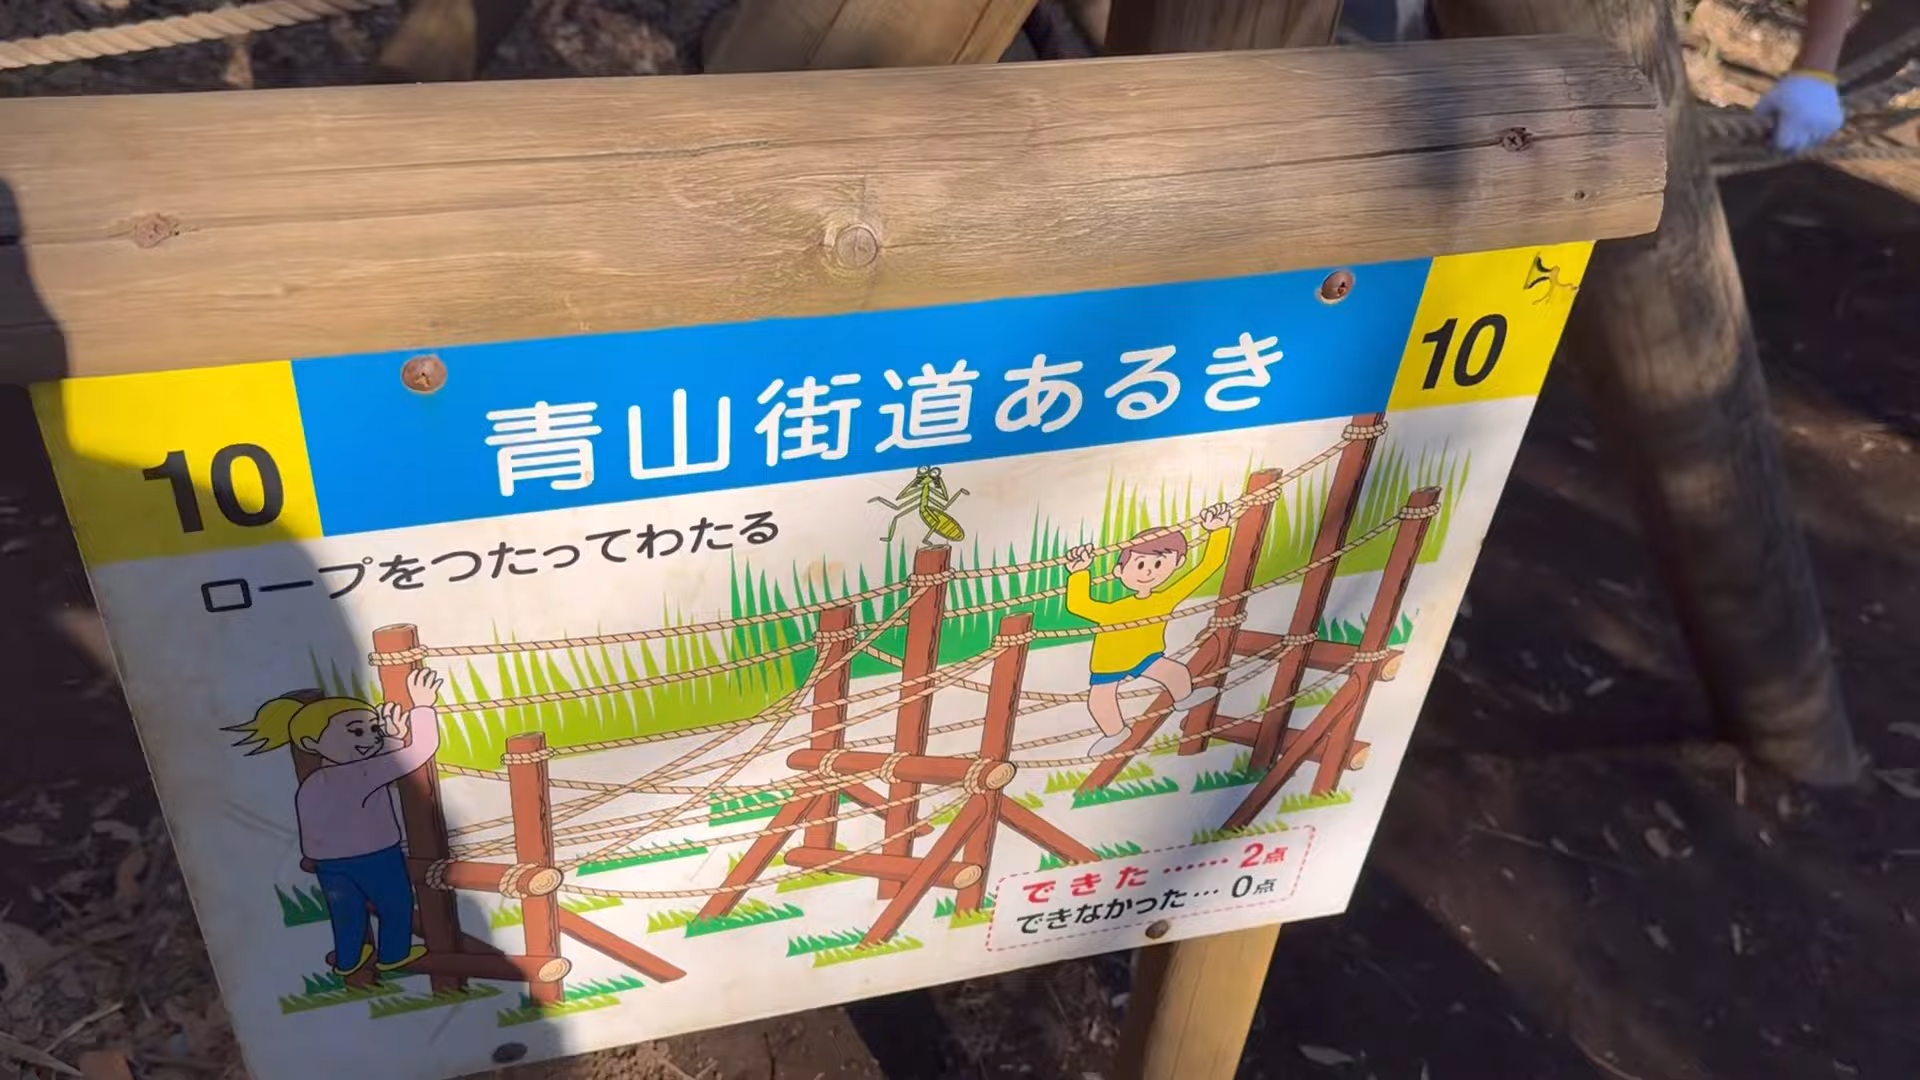 10 青山街道あるき 10
ロープをつたってわたる
できた…… 2点
できなかった… 0点